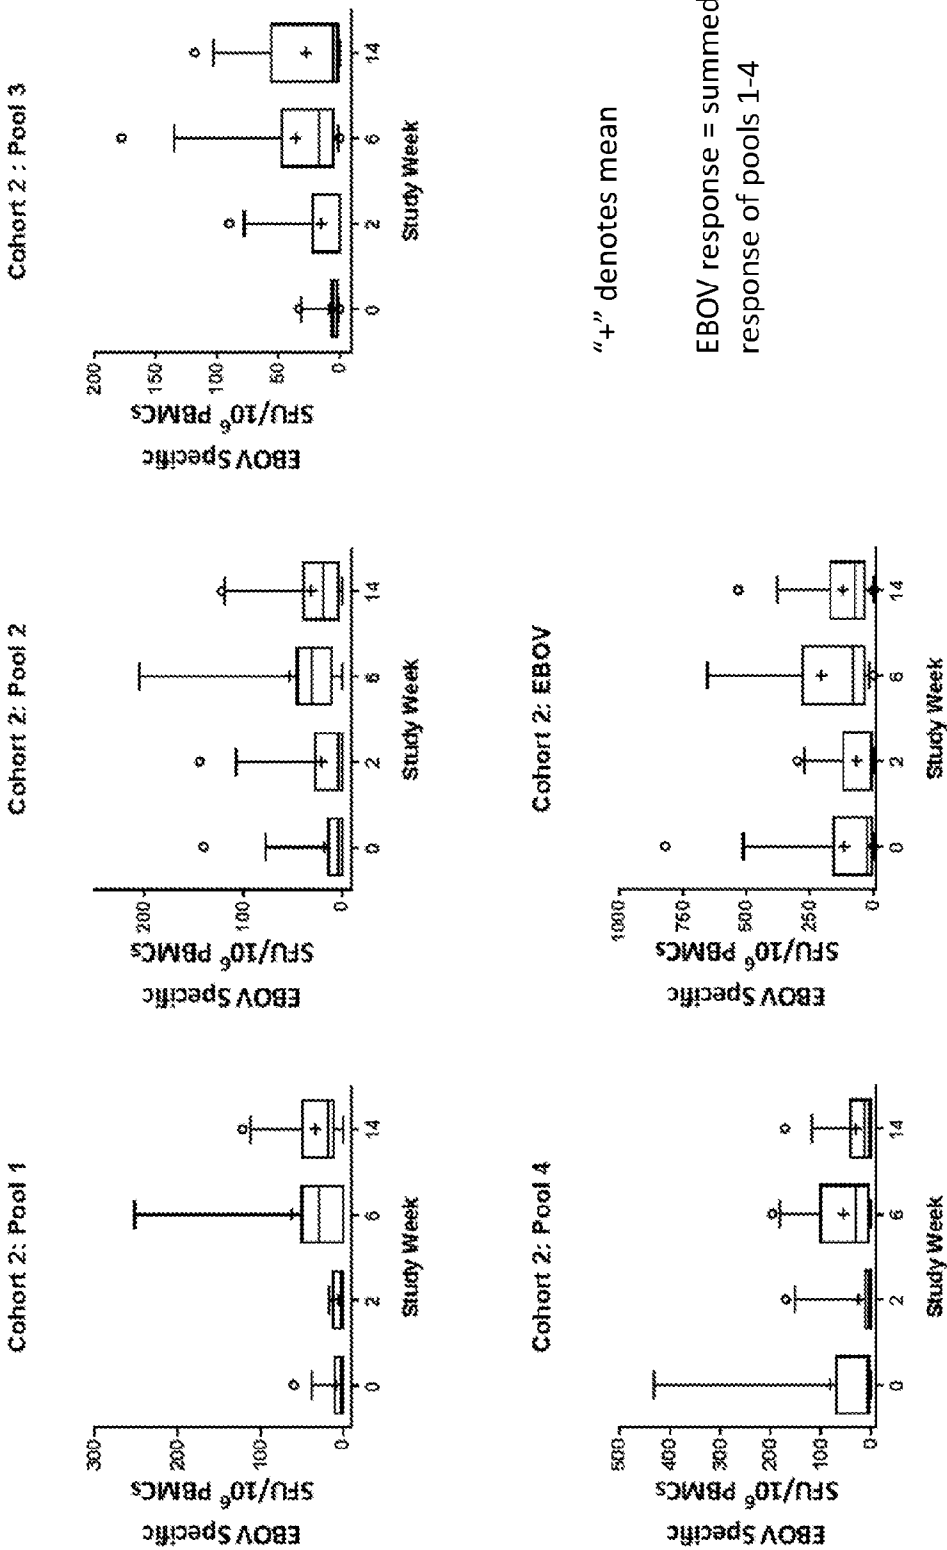 Cohort 2: Pool 1
EBOV Specific
SFU/10⁶ PBMCs
300
200
100
0
0 2 6 14
Study Week
Cohort 2: Pool 2
EBOV Specific
SFU/10⁶ PBMCs
200
100
0
0 2 6 14
Study Week
Cohort 2 : Pool 3
EBOV Specific
SFU/10⁶ PBMCs
200
150
100
50
0
0 2 6 14
Study Week
Cohort 2: Pool 4
EBOV Specific
SFU/10⁶ PBMCs
500
400
300
200
100
0
0 2 6 14
Study Week
Cohort 2: EBOV
EBOV Specific
SFU/10⁶ PBMCs
1000
750
500
250
0
0 2 6 14
Study Week
“+” denotes mean
EBOV response = summed
response of pools 1-4